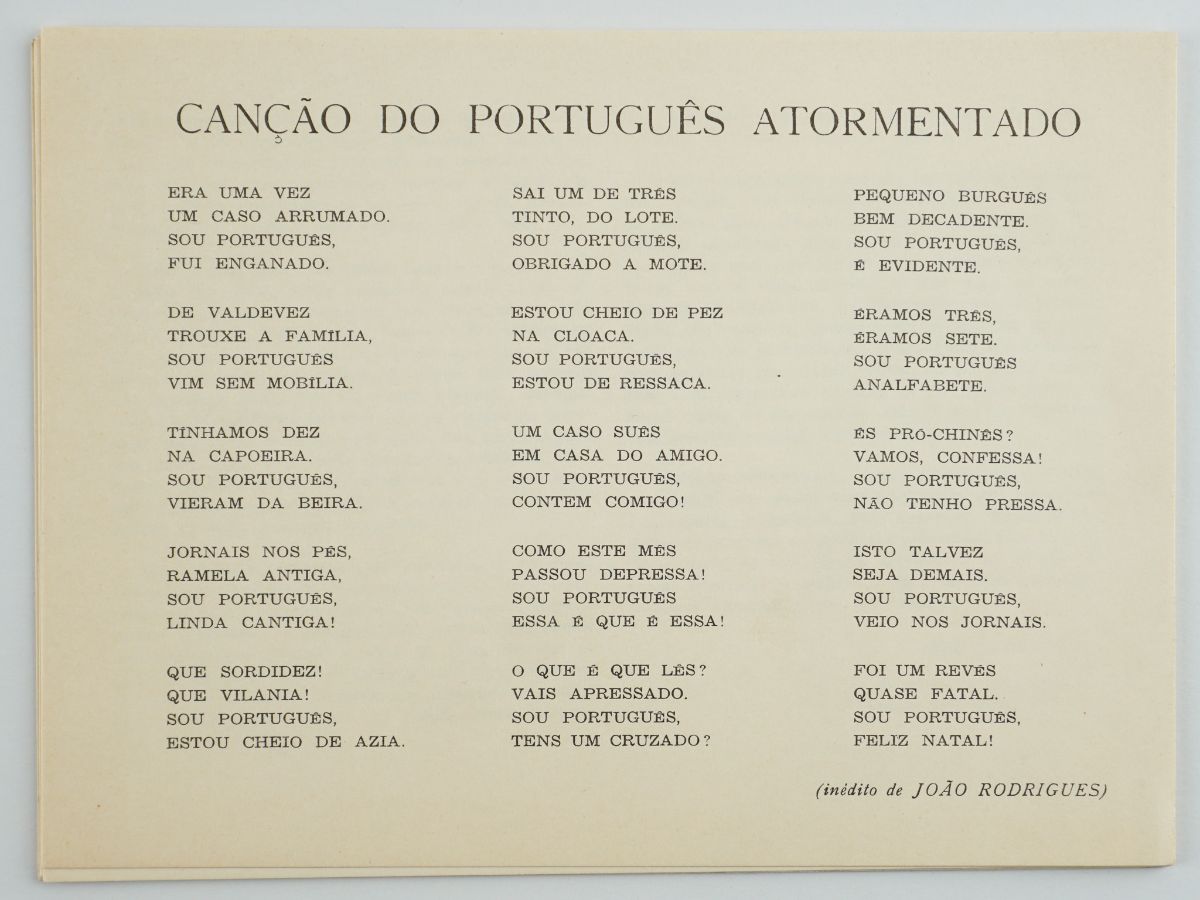 CANÇÃO DO PORTUGUÊS ATORMENTADO
ERA UMA VEZ
UM CASO ARRUMADO.
SOU PORTUGUÊS,
FUI ENGANADO.
DE VALDEVEZ
TROUXE A FAMÍLIA,
SOU PORTUGUÊS
VIM SEM MOBÍLIA.
TÍNHAMOS DEZ
NA CAPOEIRA.
SOU PORTUGUÊS,
VIERAM DA BEIRA.
JORNAIS NOS PÉS,
RAMELA ANTIGA,
SOU PORTUGUÊS,
LINDA CANTIGA!
QUE SORDIDEZ!
QUE VILANIA!
SOU PORTUGUÊS,
ESTOU CHEIO DE AZIA.
SAI UM DE TRÊS
TINTO, DO LOTE.
SOU PORTUGUÊS,
OBRIGADO A MOTE.
ESTOU CHEIO DE PEZ
NA CLOACA.
SOU PORTUGUÊS,
ESTOU DE RESSACA.
UM CASO SUÊS
EM CASA DO AMIGO.
SOU PORTUGUÊS,
CONTEM COMIGO!
COMO ESTE MÊS
PASSOU DEPRESSA!
SOU PORTUGUÊS
ESSA É QUE É ESSA!
O QUE É QUE LÊS?
VAIS APRESSADO.
SOU PORTUGUÊS,
TENS UM CRUZADO?
PEQUENO BURGUÊS
BEM DECADENTE.
SOU PORTUGUÊS,
É EVIDENTE.
ÉRAMOS TRÊS,
ÉRAMOS SETE.
SOU PORTUGUÊS
ANALFABETE.
ÉS PRÓ-CHINÊS?
VAMOS, CONFESSA!
SOU PORTUGUÊS,
NÃO TENHO PRESSA.
ISTO TALVEZ
SEJA DEMAIS.
SOU PORTUGUÊS,
VEIO NOS JORNAIS.
FOI UM REVÉS
QUASE FATAL.
SOU PORTUGUÊS,
FELIZ NATAL!
(inédito de JOÃO RODRIGUES)